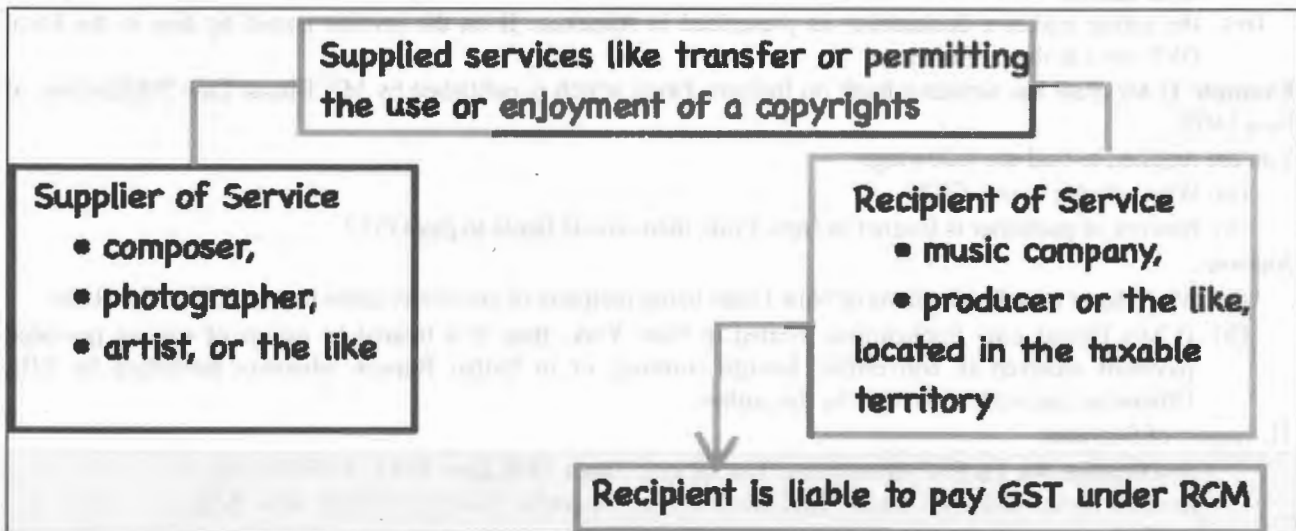 Supplied services like transfer or permitting
the use or enjoyment of a copyrights
Supplier of Service
• composer,
• photographer,
• artist, or the like
Recipient of Service
• music company,
• producer or the like,
located in the taxable
territory
Recipient is liable to pay GST under RCM